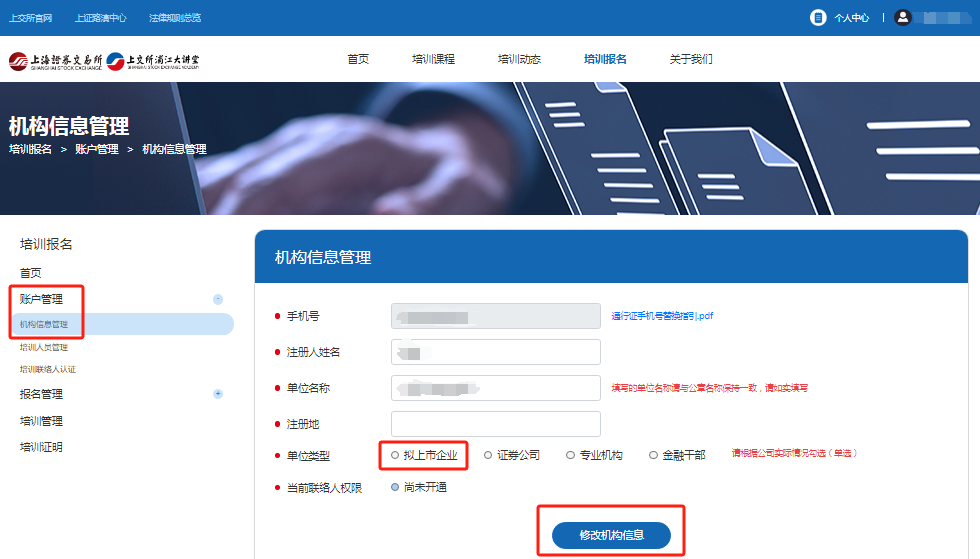 上交所官网 上证路演中心 法律规则总览 个人中心
上海證券交易所 上交所浦江大讲堂
SHANGHAI STOCK EXCHANGE SHANGHAI STOCK EXCHANGE ACADEMY
首页 培训课程 培训动态 培训报名 关于我们
机构信息管理
培训报名 > 账户管理 > 机构信息管理
培训报名
首页
账户管理
机构信息管理
培训人员管理
培训联络人认证
报名管理
培训管理
培训证明
机构信息管理
手机号 通行证手机号替换指引.pdf
注册人姓名
单位名称 填写的单位名称请与公章名称保持一致，请如实填写
注册地
单位类型 拟上市企业 证券公司 专业机构 金融干部 请根据公司实际情况勾选（单选）
当前联络人权限 尚未开通
修改机构信息